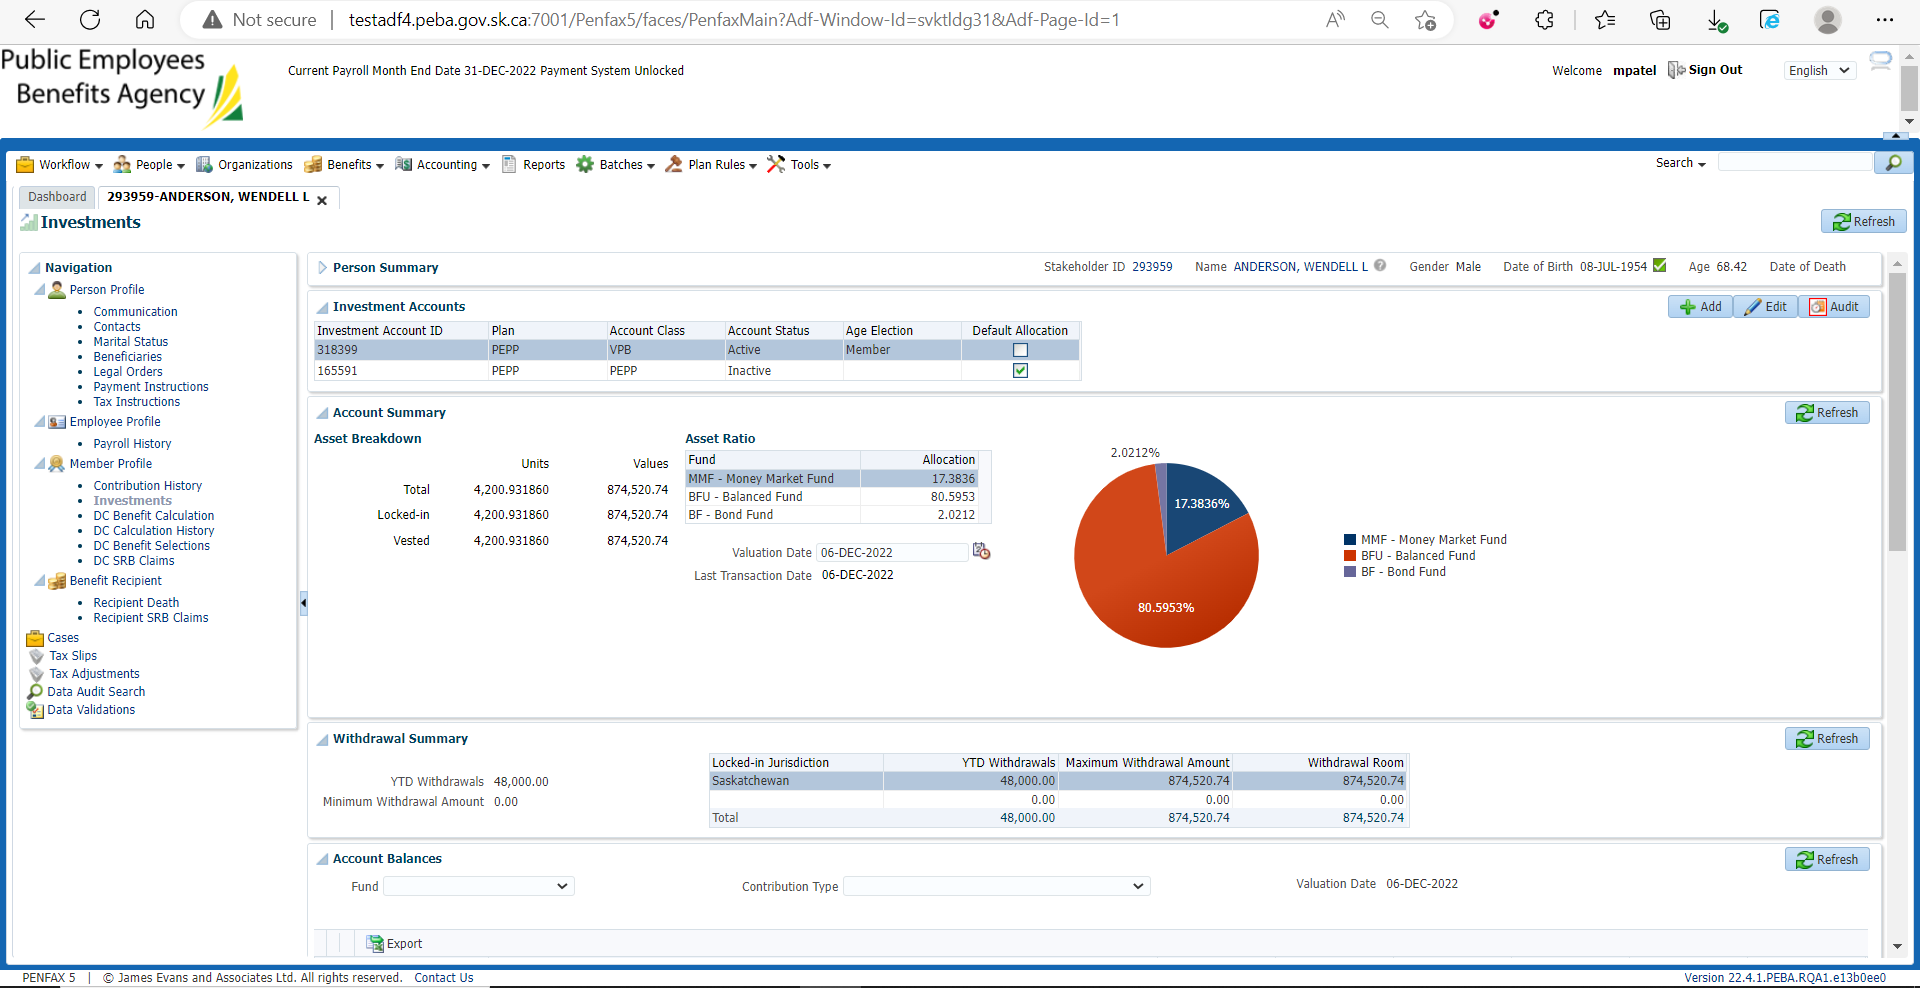 Not secure | testadf4.peba.gov.sk.ca:7001/Penfax5/faces/PenfaxMain?Adf-Window-Id=svktldg31&Adf-Page-Id=1
Public Employees
Benefits Agency
Current Payroll Month End Date 31-DEC-2022 Payment System Unlocked
Welcome mpatel Sign Out English
Workflow People Organizations Benefits Accounting Reports Batches Plan Rules Tools Search
Dashboard 293959-ANDERSON, WENDELL L
Investments
Refresh
Navigation
Person Profile
Communication
Contacts
Marital Status
Beneficiaries
Legal Orders
Payment Instructions
Tax Instructions
Employee Profile
Payroll History
Member Profile
Contribution History
Investments
DC Benefit Calculation
DC Calculation History
DC Benefit Selections
DC SRB Claims
Benefit Recipient
Recipient Death
Recipient SRB Claims
Cases
Tax Slips
Tax Adjustments
Data Audit Search
Data Validations
Person Summary Stakeholder ID 293959 Name ANDERSON, WENDELL L Gender Male Date of Birth 08-JUL-1954 Age 68.42 Date of Death
Investment Accounts Add Edit Audit
Investment Account ID Plan Account Class Account Status Age Election Default Allocation
318399 PEPP VPB Active Member
165591 PEPP PEPP Inactive
Account Summary Refresh
Asset Breakdown
Units Values
Total 4,200.931860 874,520.74
Locked-in 4,200.931860 874,520.74
Vested 4,200.931860 874,520.74
Asset Ratio
Fund Allocation
MMF - Money Market Fund 17.3836
BFU - Balanced Fund 80.5953
BF - Bond Fund 2.0212
Valuation Date 06-DEC-2022
Last Transaction Date 06-DEC-2022
2.0212%
17.3836%
80.5953%
MMF - Money Market Fund
BFU - Balanced Fund
BF - Bond Fund
Withdrawal Summary Refresh
YTD Withdrawals 48,000.00
Minimum Withdrawal Amount 0.00
Locked-in Jurisdiction YTD Withdrawals Maximum Withdrawal Amount Withdrawal Room
Saskatchewan 48,000.00 874,520.74 874,520.74
0.00 0.00 0.00
Total 48,000.00 874,520.74 874,520.74
Account Balances Refresh
Fund Contribution Type Valuation Date 06-DEC-2022
Export
PENFAX 5 | © James Evans and Associates Ltd. All rights reserved. Contact Us Version 22.4.1.PEBA.RQA1.e13b0ee0